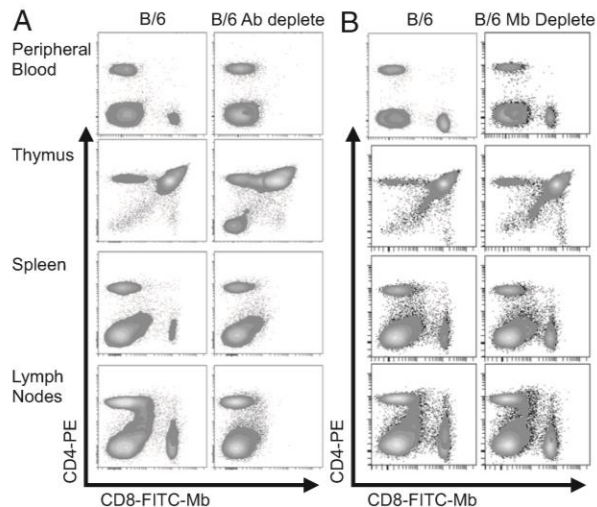 A B/6 B/6 Ab deplete B B/6 B/6 Mb Deplete
Peripheral
Blood
Thymus
Spleen
Lymph
Nodes
CD4-PE CD4-PE
CD8-FITC-Mb CD8-FITC-Mb